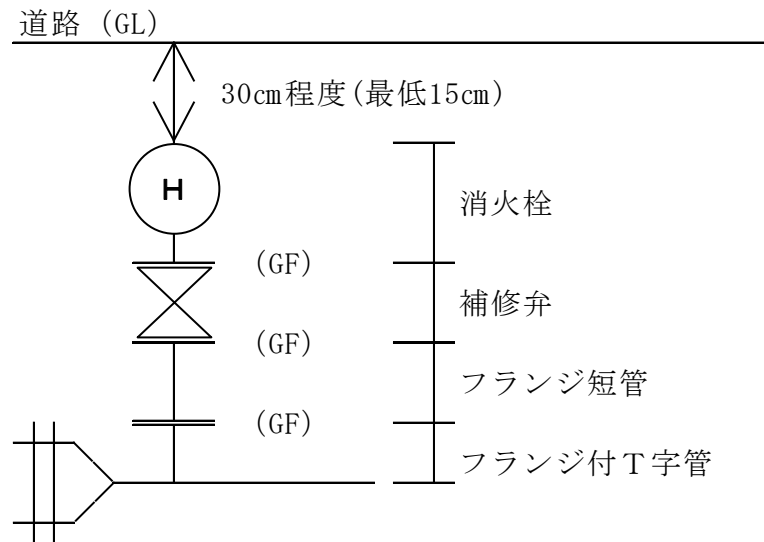 道路 (GL)
30cm程度(最低15cm)
H
消火栓
(GF)
補修弁
(GF)
フランジ短管
(GF)
フランジ付Ｔ字管